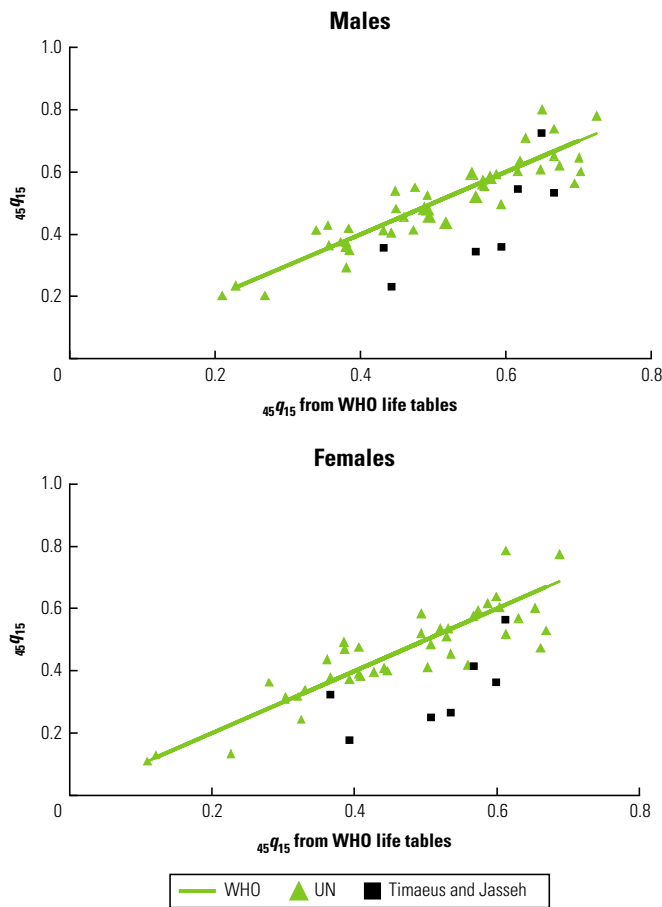 Males
1.0
0.8
0.6
0.4
0.2
₄₅q₁₅
0 0.2 0.4 0.6 0.8
₄₅q₁₅ from WHO life tables
Females
1.0
0.8
0.6
0.4
0.2
₄₅q₁₅
0 0.2 0.4 0.6 0.8
₄₅q₁₅ from WHO life tables
WHO UN Timaeus and Jasseh